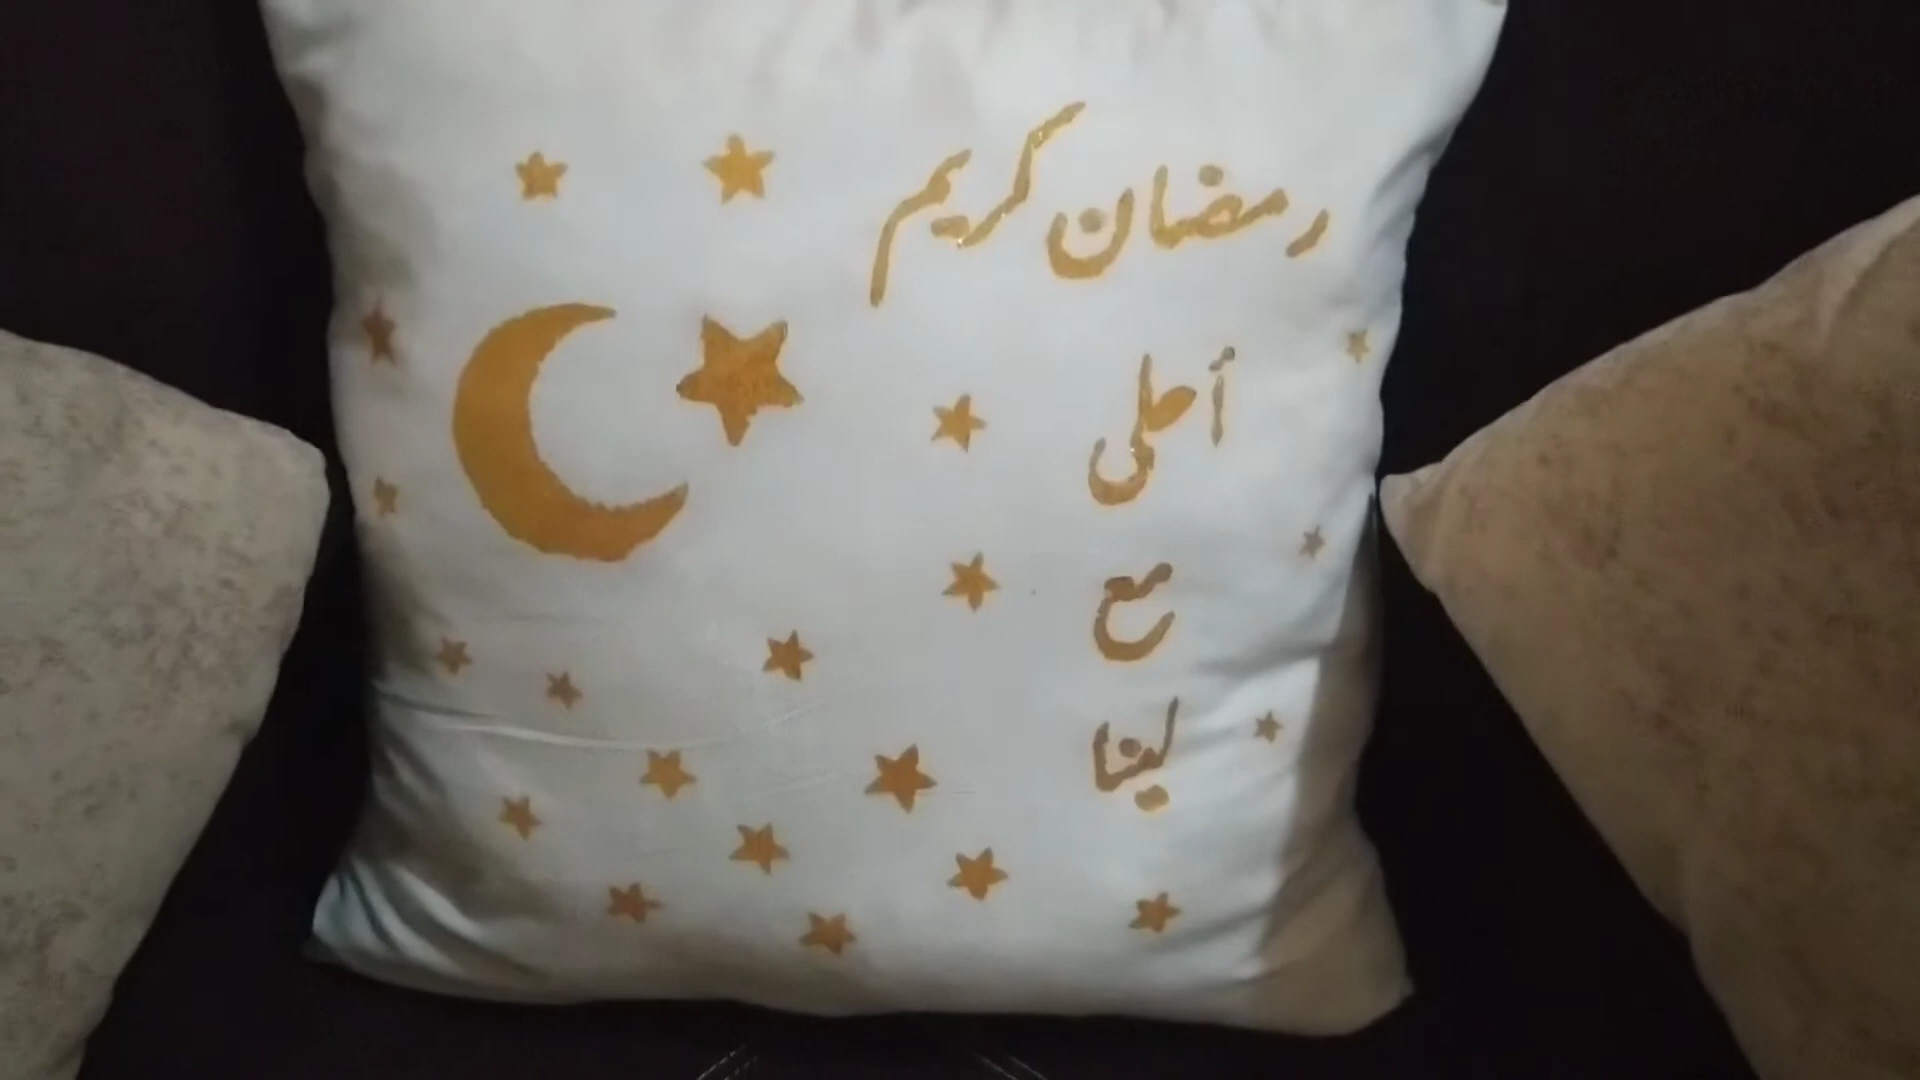 رمضان كريم
أحلى
مع
لينا